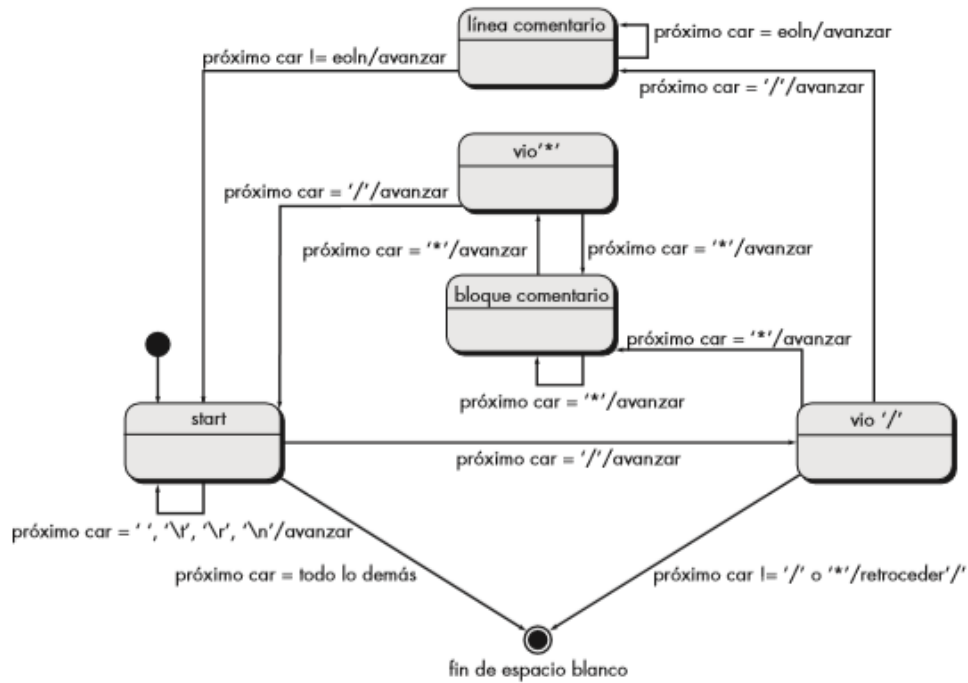 línea comentario
próximo car = eoln/avanzar
próximo car != eoln/avanzar
próximo car = '/'/avanzar
vio'*'
próximo car = '/'/avanzar
próximo car = '*'/avanzar
próximo car = '*'/avanzar
bloque comentario
próximo car = '*'/avanzar
próximo car = '*'/avanzar
start
vio '/'
próximo car = '/'/avanzar
próximo car = ' ', '\t', '\r', '\n'/avanzar
próximo car = todo lo demás
próximo car != '/' o '*'/retroceder'/'
fin de espacio blanco